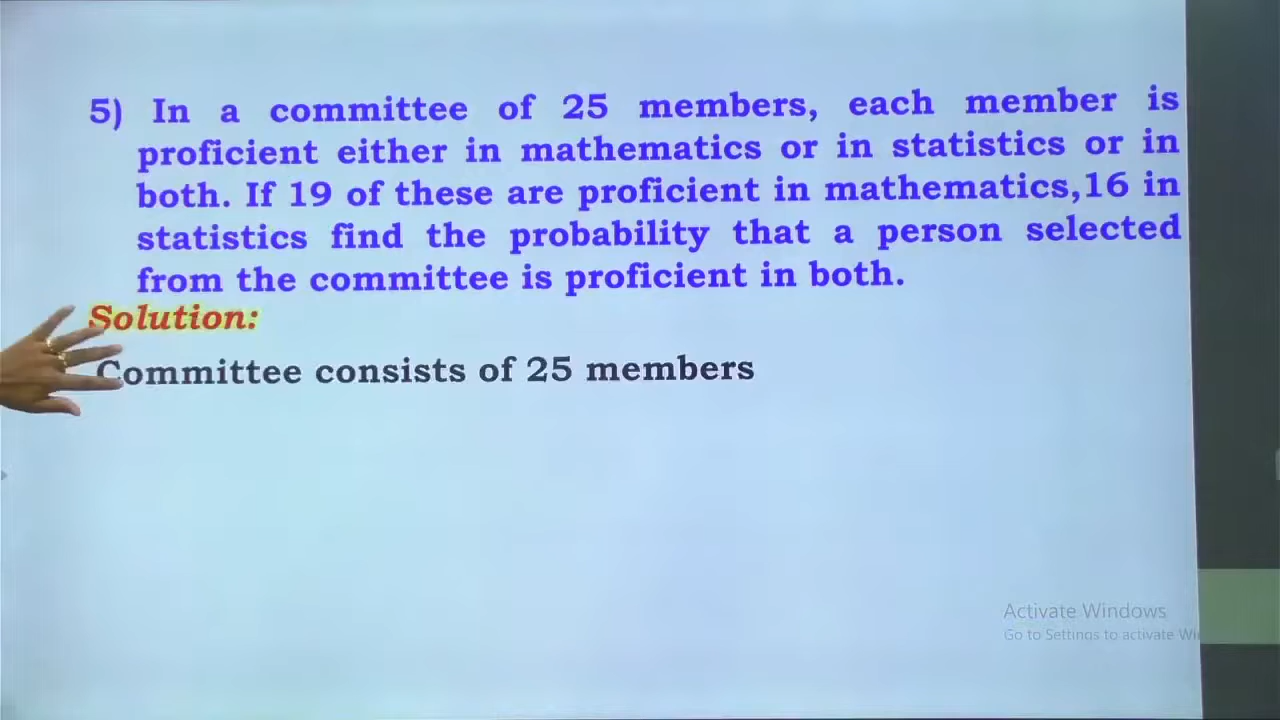 5) In a committee of 25 members, each member is
proficient either in mathematics or in statistics or in
both. If 19 of these are proficient in mathematics,16 in
statistics find the probability that a person selected
from the committee is proficient in both.
Solution:
Committee consists of 25 members
Activate Windows
Go to Settings to activate